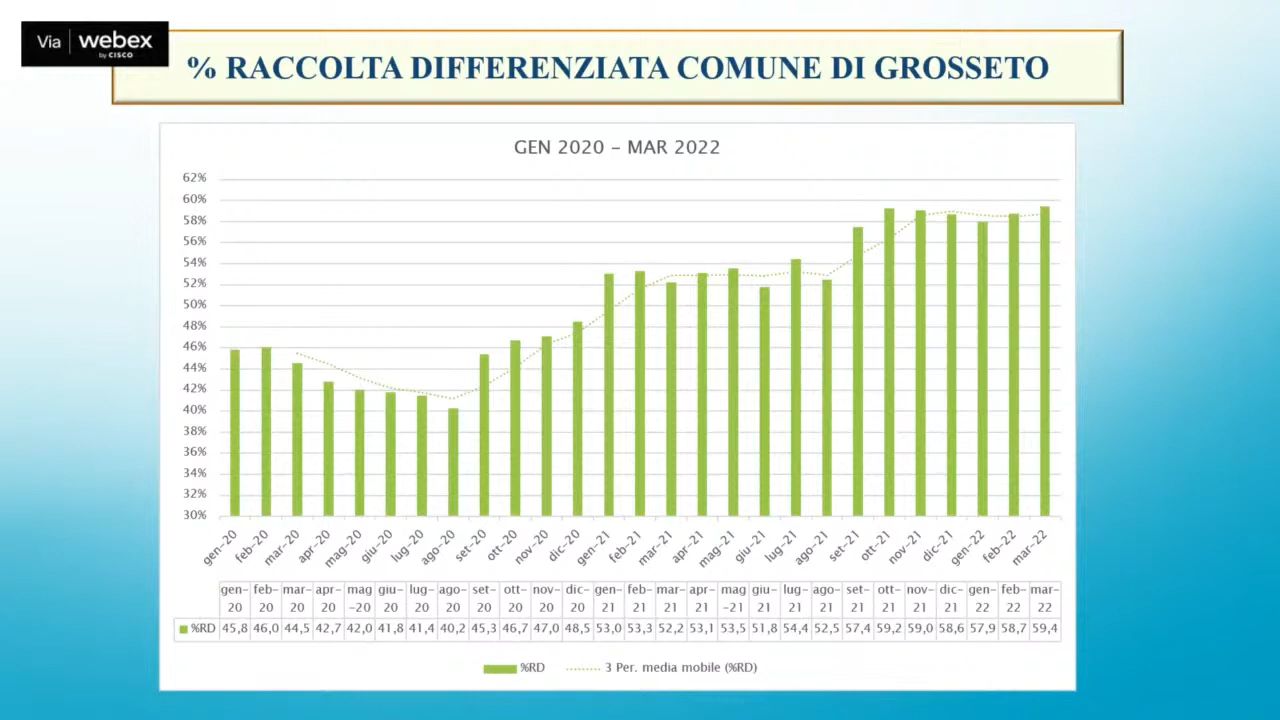 Via webex
by CISCO
% RACCOLTA DIFFERENZIATA COMUNE DI GROSSETO
GEN 2020 - MAR 2022
62%
60%
58%
56%
54%
52%
50%
48%
46%
44%
42%
40%
38%
36%
34%
32%
30%
gen-20 feb-20 mar-20 apr-20 mag-20 giu-20 lug-20 ago-20 set-20 ott-20 nov-20 dic-20 gen-21 feb-21 mar-21 apr-21 mag-21 giu-21 lug-21 ago-21 set-21 ott-21 nov-21 dic-21 gen-22 feb-22 mar-22
gen- feb- mar- apr- mag giu- lug- ago- set- ott- nov- dic- gen- feb- mar- apr- mag giu- lug- ago- set- ott- nov- dic- gen- feb- mar-
20 20 20 20 -20 20 20 20 20 20 20 20 21 21 21 21 -21 21 21 21 21 21 21 21 22 22 22
%RD 45,8 46,0 44,5 42,7 42,0 41,8 41,4 40,2 45,3 46,7 47,0 48,5 53,0 53,3 52,2 53,1 53,5 51,8 54,4 52,5 57,4 59,2 59,0 58,6 57,9 58,7 59,4
%RD 3 Per. media mobile (%RD)